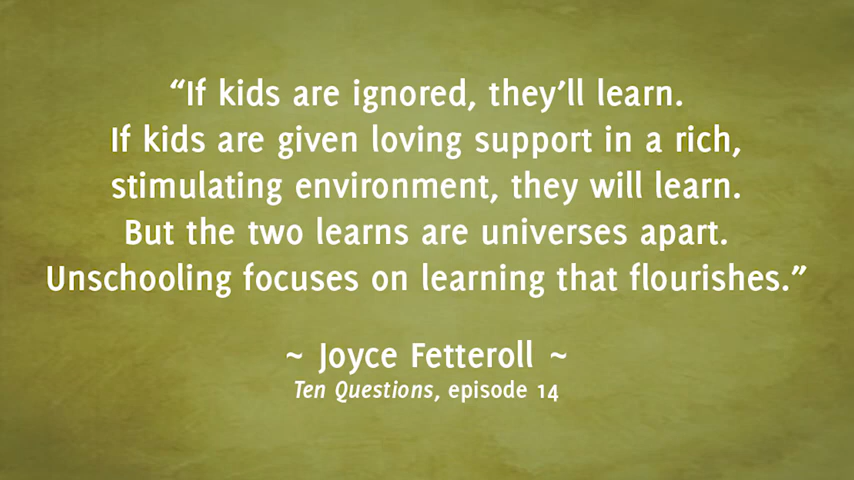 “If kids are ignored, they’ll learn.
If kids are given loving support in a rich,
stimulating environment, they will learn.
But the two learns are universes apart.
Unschooling focuses on learning that flourishes.”
~ Joyce Fetteroll ~
Ten Questions, episode 14